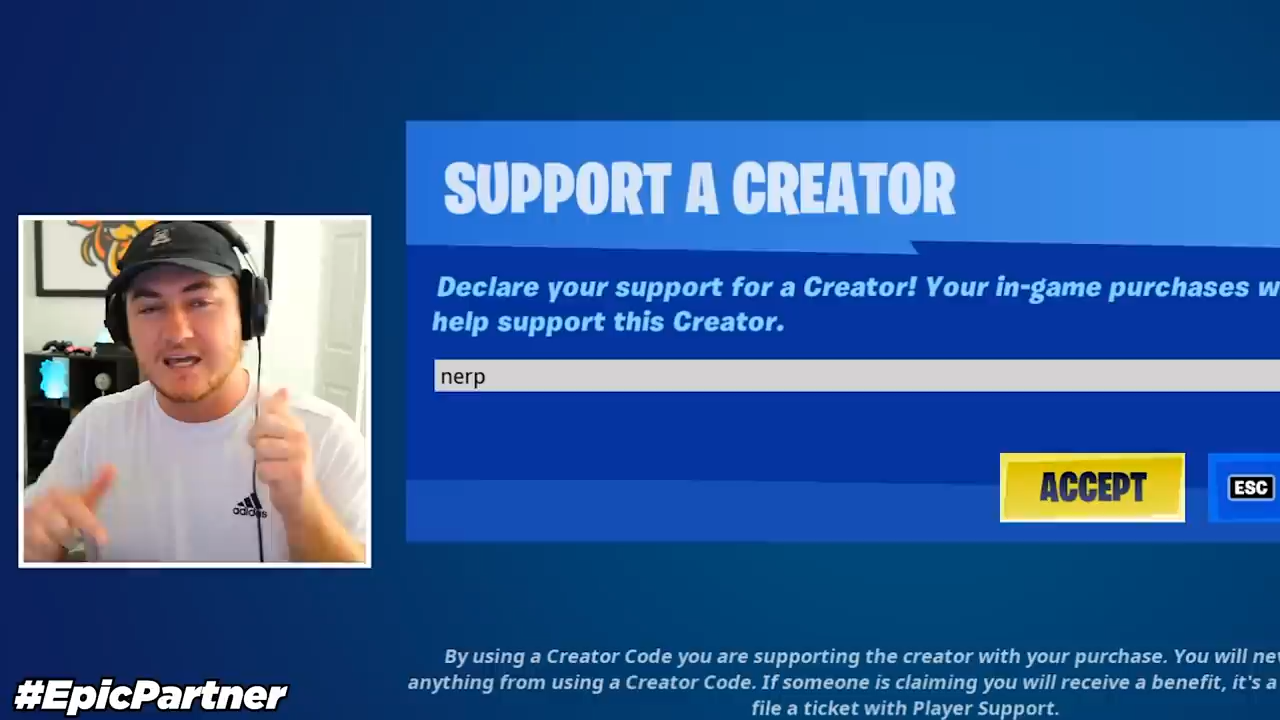 SUPPORT A CREATOR
Declare your support for a Creator! Your in-game purchases w
help support this Creator.
nerp
ACCEPT
ESC
adidas
By using a Creator Code you are supporting the creator with your purchase. You will nev
anything from using a Creator Code. If someone is claiming you will receive a benefit, it's a
file a ticket with Player Support.
#EpicPartner